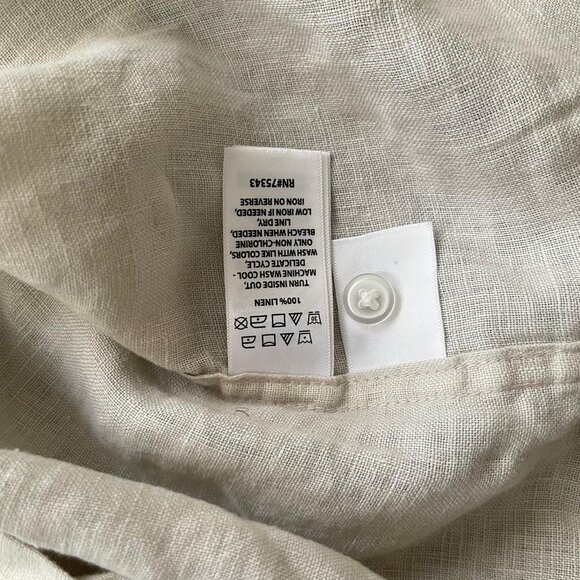 100% LINEN
TURN INSIDE OUT,
MACHINE WASH COOL -
DELICATE CYCLE,
WASH WITH LIKE COLORS,
ONLY NON-CHLORINE
BLEACH WHEN NEEDED,
LINE DRY,
LOW IRON IF NEEDED,
IRON ON REVERSE
RN#75343